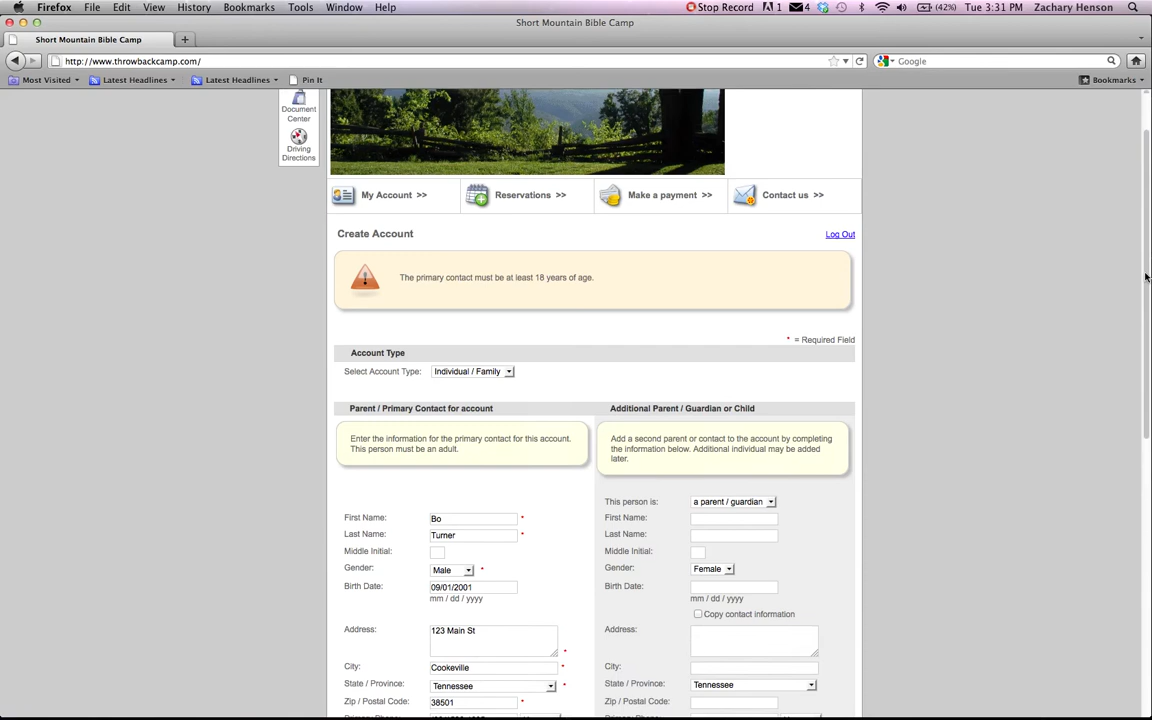 Firefox File Edit View History Bookmarks Tools Window Help Stop Record 1 4 (42%) Tue 3:31 PM Zachary Henson
Short Mountain Bible Camp
Short Mountain Bible Camp +
http://www.throwbackcamp.com/ Google
Most Visited Latest Headlines Latest Headlines Pin It Bookmarks
Document
Center
Driving
Directions
My Account >> Reservations >> Make a payment >> Contact us >>
Create Account Log Out
The primary contact must be at least 18 years of age.
* = Required Field
Account Type
Select Account Type: Individual / Family
Parent / Primary Contact for account Additional Parent / Guardian or Child
Enter the information for the primary contact for this account. Add a second parent or contact to the account by completing
This person must be an adult. the information below. Additional individual may be added
later.
This person is: a parent / guardian
First Name: Bo * First Name:
Last Name: Turner * Last Name:
Middle Initial: Middle Initial:
Gender: Male * Gender: Female
Birth Date: 09/01/2001 Birth Date:
mm / dd / yyyy mm / dd / yyyy
Copy contact information
Address: 123 Main St * Address:
City: Cookeville * City:
State / Province: Tennessee * State / Province: Tennessee
Zip / Postal Code: 38501 * Zip / Postal Code: